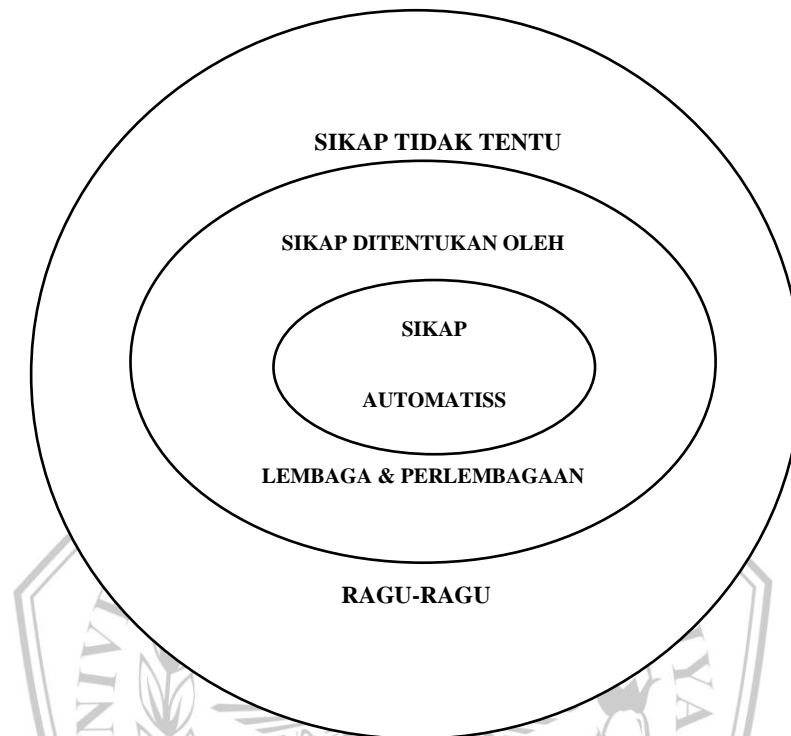 SIKAP TIDAK TENTU
SIKAP DITENTUKAN OLEH
SIKAP
AUTOMATISS
LEMBAGA & PERLEMBAGAAN
RAGU-RAGU